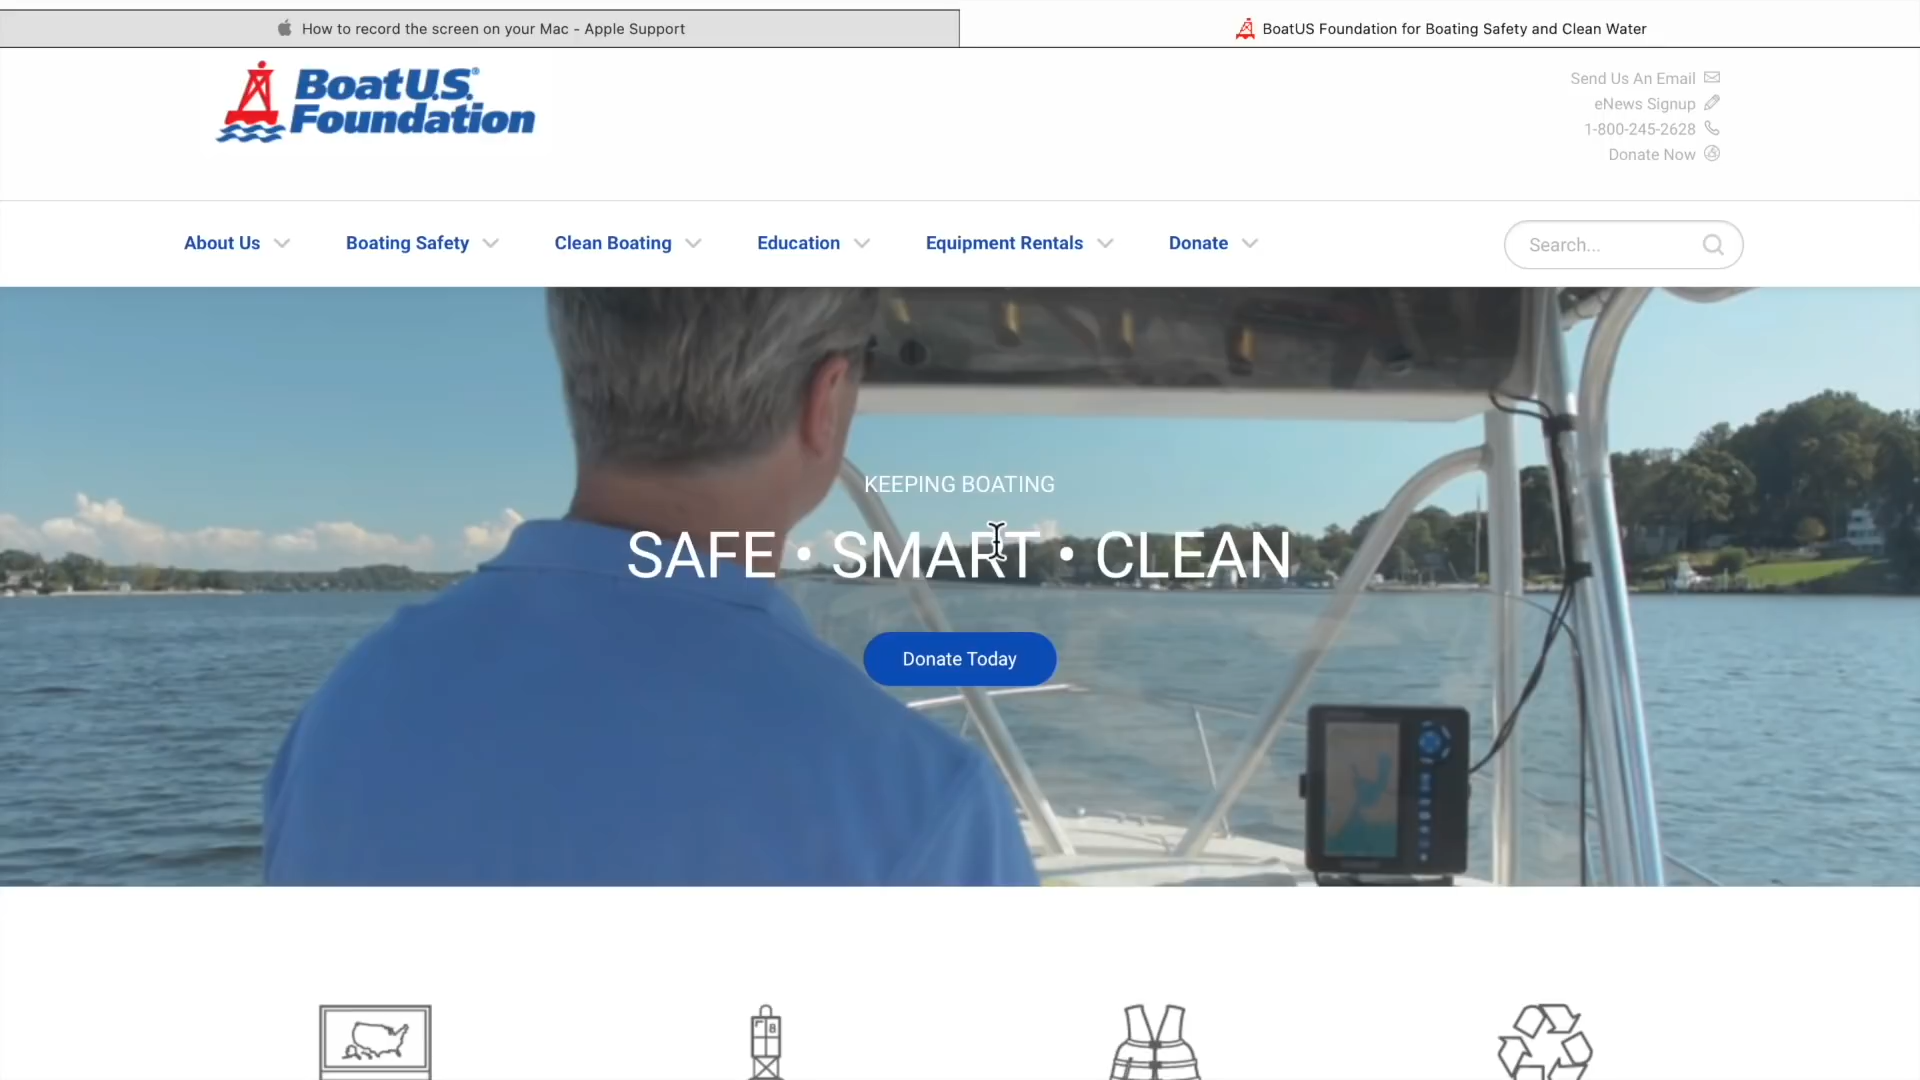 How to record the screen on your Mac - Apple Support
BoatUS Foundation for Boating Safety and Clean Water
BoatU.S.®
Foundation
Send Us An Email
eNews Signup
1-800-245-2628
Donate Now
About Us
Boating Safety
Clean Boating
Education
Equipment Rentals
Donate
Search...
KEEPING BOATING
SAFE • SMART • CLEAN
Donate Today
8